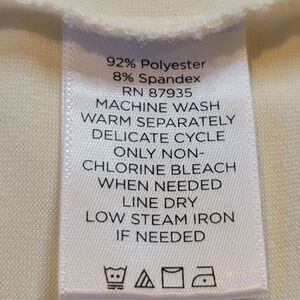 92% Polyester
8% Spandex
RN 87935
MACHINE WASH
WARM SEPARATELY
DELICATE CYCLE
ONLY NON-
CHLORINE BLEACH
WHEN NEEDED
LINE DRY
LOW STEAM IRON
IF NEEDED